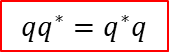 qq* = q*q